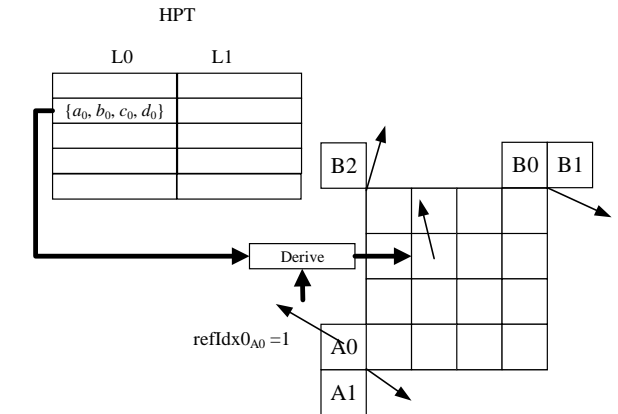 HPT
L0 L1
{a₀, b₀, c₀, d₀}
B2 B0 B1
Derive
refIdx0A0 =1 A0
A1